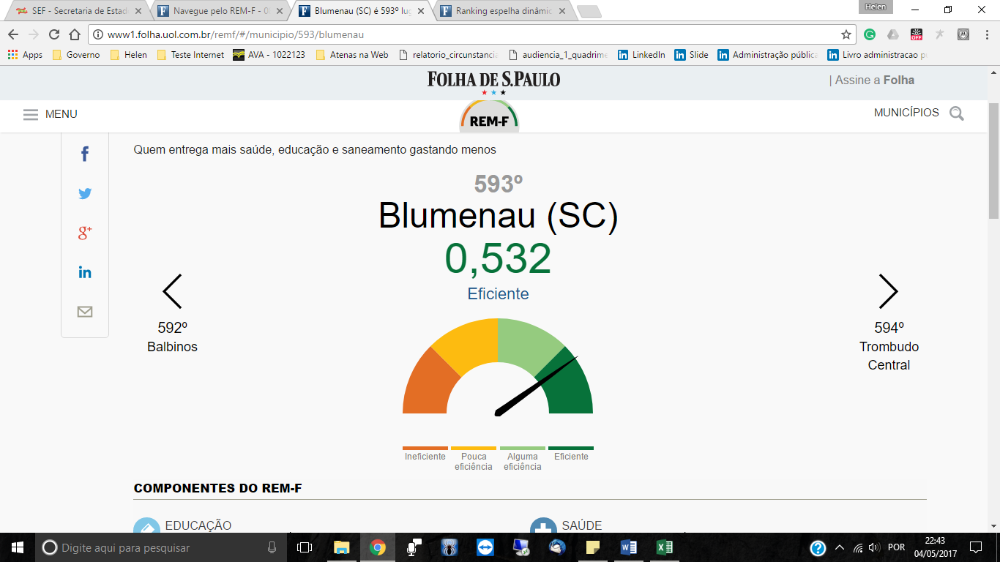 SEF - Secretaria de Estad
Navegue pelo REM-F - 0
Blumenau (SC) é 593º lug
Ranking espelha dinâmic
Helen
www1.folha.uol.com.br/remf/#/municipio/593/blumenau
Apps
Governo
Helen
Teste Internet
AVA - 1022123
Atenas na Web
relatorio_circunstancia
audiencia_1_quadrime
LinkedIn
Slide
Administração pública
Livro administracao p
OFF
FOLHA DE S.PAULO
| Assine a Folha
MENU
REM-F
MUNICÍPIOS
Quem entrega mais saúde, educação e saneamento gastando menos
593º
Blumenau (SC)
0,532
Eficiente
592º
Balbinos
594º
Trombudo
Central
Ineficiente
Pouca
eficiência
Alguma
eficiência
Eficiente
COMPONENTES DO REM-F
EDUCAÇÃO
SAÚDE
Digite aqui para pesquisar
POR
22:43
04/05/2017